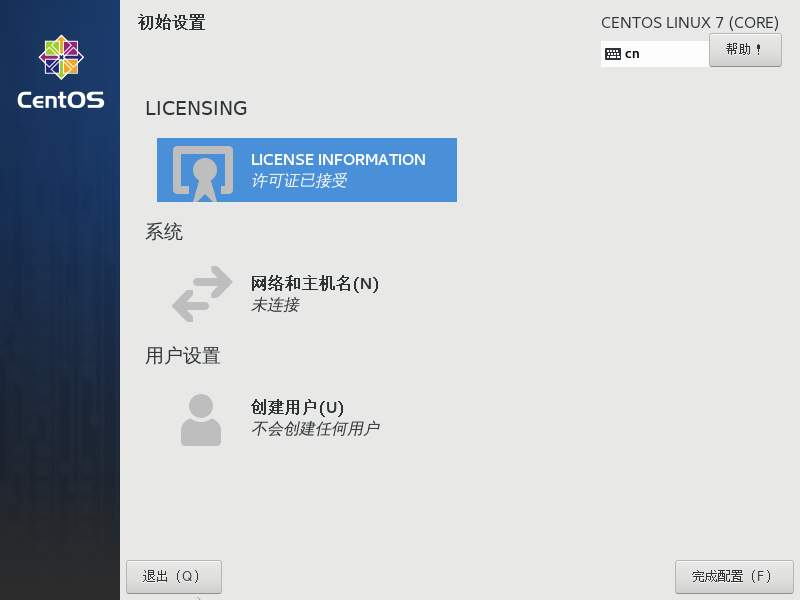 初始设置
CENTOS LINUX 7 (CORE)
cn
帮助！
CentOS
LICENSING
LICENSE INFORMATION
许可证已接受
系统
网络和主机名(N)
未连接
用户设置
创建用户(U)
不会创建任何用户
退出（Q）
完成配置（F）